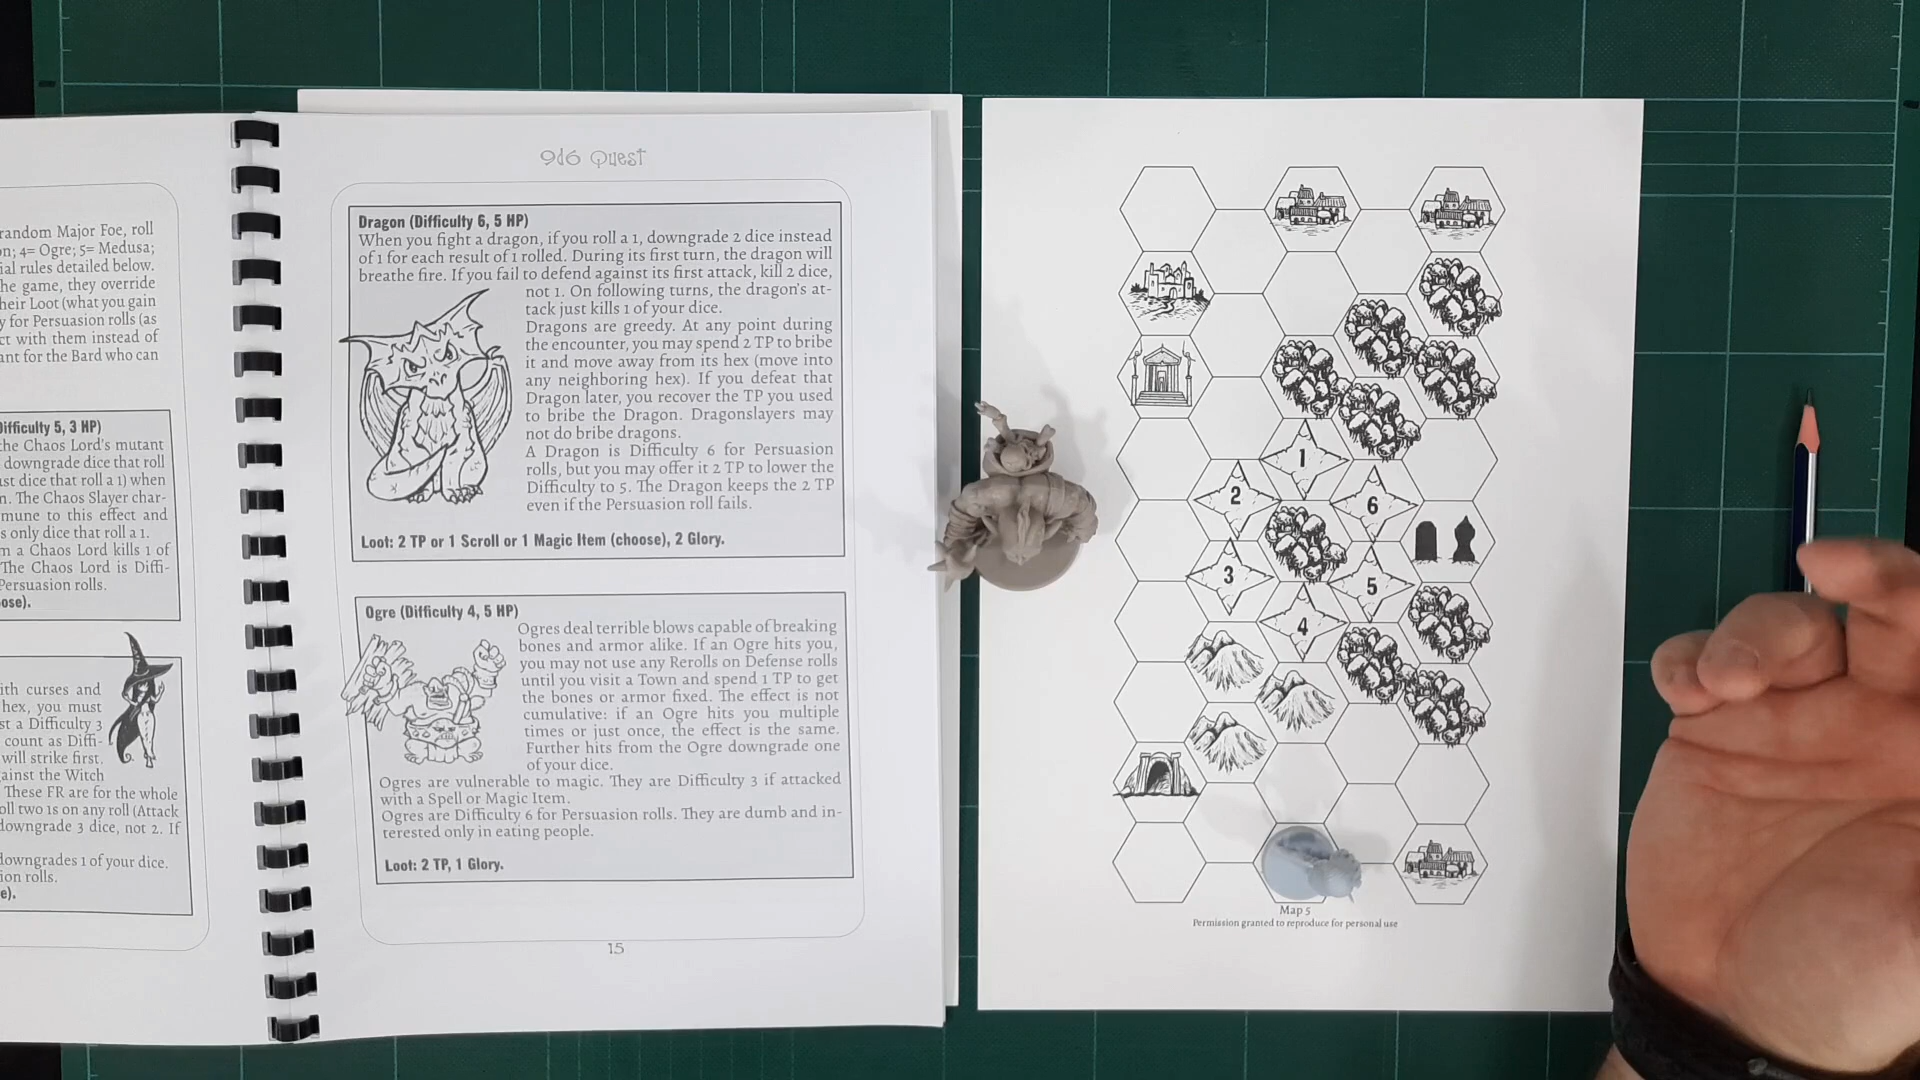 random Major Foe, roll
on; 4= Ogre; 5= Medusa;
ial rules detailed below.
he game, they override
heir Loot (what you gain
y for Persuasion rolls (as
ct with them instead of
ant for the Bard who can
ifficulty 5, 3 HP)
the Chaos Lord's mutant
downgrade dice that roll
ust dice that roll a 1) when
n. The Chaos Slayer char-
mune to this effect and
s only dice that roll a 1.
m a Chaos Lord kills 1 of
The Chaos Lord is Diffi-
Persuasion rolls.
ose).
ith curses and
hex, you must
st a Difficulty 3
count as Diffi-
will strike first.
gainst the Witch
These FR are for the whole
oll two 1s on any roll (Attack
downgrade 3 dice, not 2. If
downgrades 1 of your dice.
ion rolls.
e).
9d6 Quest
Dragon (Difficulty 6, 5 HP)
When you fight a dragon, if you roll a 1, downgrade 2 dice instead
of 1 for each result of 1 rolled. During its first turn, the dragon will
breathe fire. If you fail to defend against its first attack, kill 2 dice,
not 1. On following turns, the dragon's at-
tack just kills 1 of your dice.
Dragons are greedy. At any point during
the encounter, you may spend 2 TP to bribe
it and move away from its hex (move into
any neighboring hex). If you defeat that
Dragon later, you recover the TP you used
to bribe the Dragon. Dragonslayers may
not do bribe dragons.
A Dragon is Difficulty 6 for Persuasion
rolls, but you may offer it 2 TP to lower the
Difficulty to 5. The Dragon keeps the 2 TP
even if the Persuasion roll fails.
Loot: 2 TP or 1 Scroll or 1 Magic Item (choose), 2 Glory.
Ogre (Difficulty 4, 5 HP)
Ogres deal terrible blows capable of breaking
bones and armor alike. If an Ogre hits you,
you may not use any Rerolls on Defense rolls
until you visit a Town and spend 1 TP to get
the bones or armor fixed. The effect is not
cumulative: if an Ogre hits you multiple
times or just once, the effect is the same.
Further hits from the Ogre downgrade one
of your dice.
Ogres are vulnerable to magic. They are Difficulty 3 if attacked
with a Spell or Magic Item.
Ogres are Difficulty 6 for Persuasion rolls. They are dumb and in-
terested only in eating people.
Loot: 2 TP, 1 Glory.
15
1
2
6
3
5
4
Map 5
Permission granted to reproduce for personal use